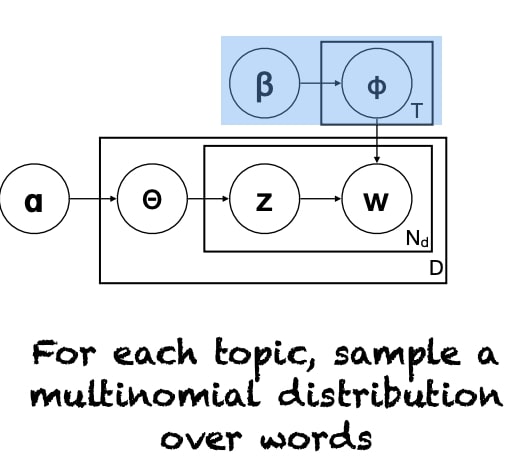 β ϕ
T
α Θ z w
N_d
D
For each topic, sample a
multinomial distribution
over words